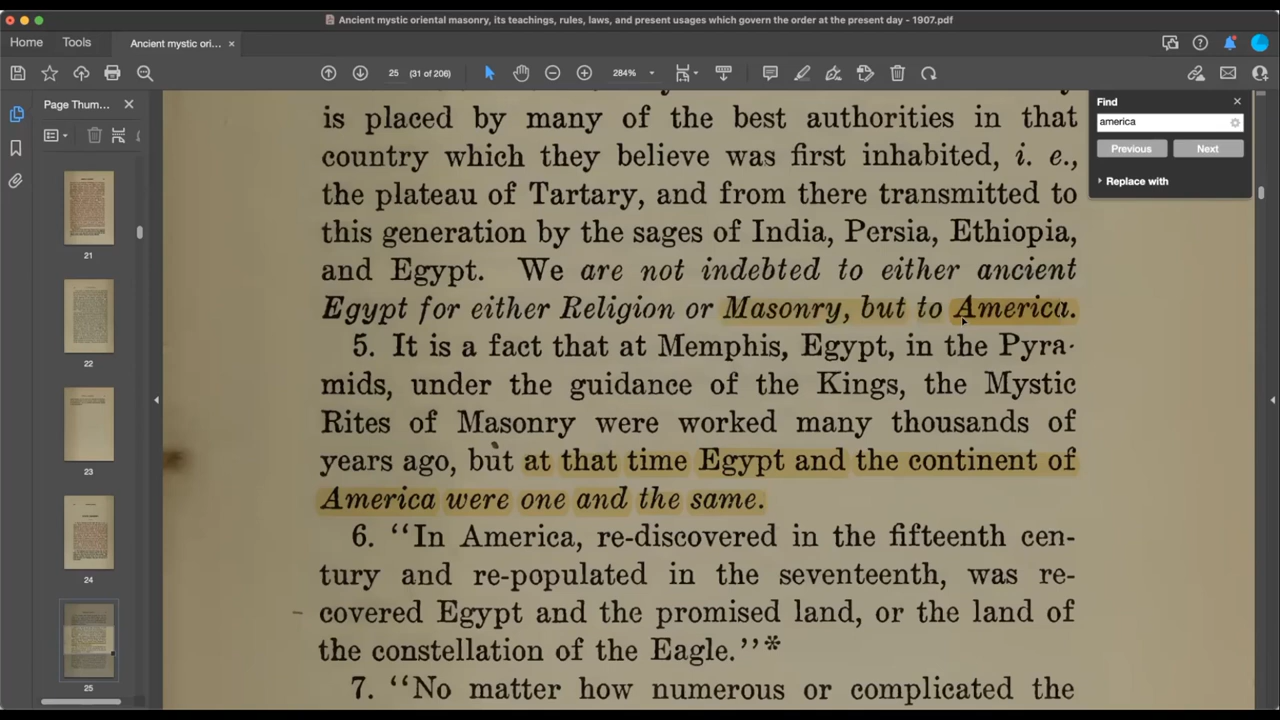 Ancient mystic oriental masonry, its teachings, rules, laws, and present usages which govern the order at the present day - 1907.pdf
Home
Tools
Ancient mystic ori...
25
(31 of 206)
284%
Page Thum...
21
22
23
24
25
Find
america
Previous
Next
Replace with
is placed by many of the best authorities in that
country which they believe was first inhabited, i. e.,
the plateau of Tartary, and from there transmitted to
this generation by the sages of India, Persia, Ethiopia,
and Egypt. We are not indebted to either ancient
Egypt for either Religion or Masonry, but to America.
5. It is a fact that at Memphis, Egypt, in the Pyra-
mids, under the guidance of the Kings, the Mystic
Rites of Masonry were worked many thousands of
years ago, but at that time Egypt and the continent of
America were one and the same.
6. “In America, re-discovered in the fifteenth cen-
tury and re-populated in the seventeenth, was re-
covered Egypt and the promised land, or the land of
the constellation of the Eagle.”*
7. “No matter how numerous or complicated the